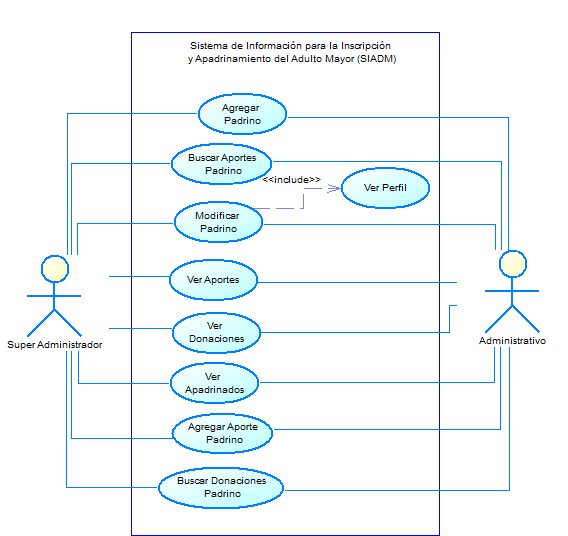 Sistema de Información para la Inscripción
y Apadrinamiento del Adulto Mayor (SIADM)
Agregar
Padrino
Buscar Aportes
Padrino
<<include>>
Ver Perfil
Modificar
Padrino
Ver Aportes
Ver
Donaciones
Super Administrador
Administrativo
Ver
Apadrinados
Agregar Aporte
Padrino
Buscar Donaciones
Padrino